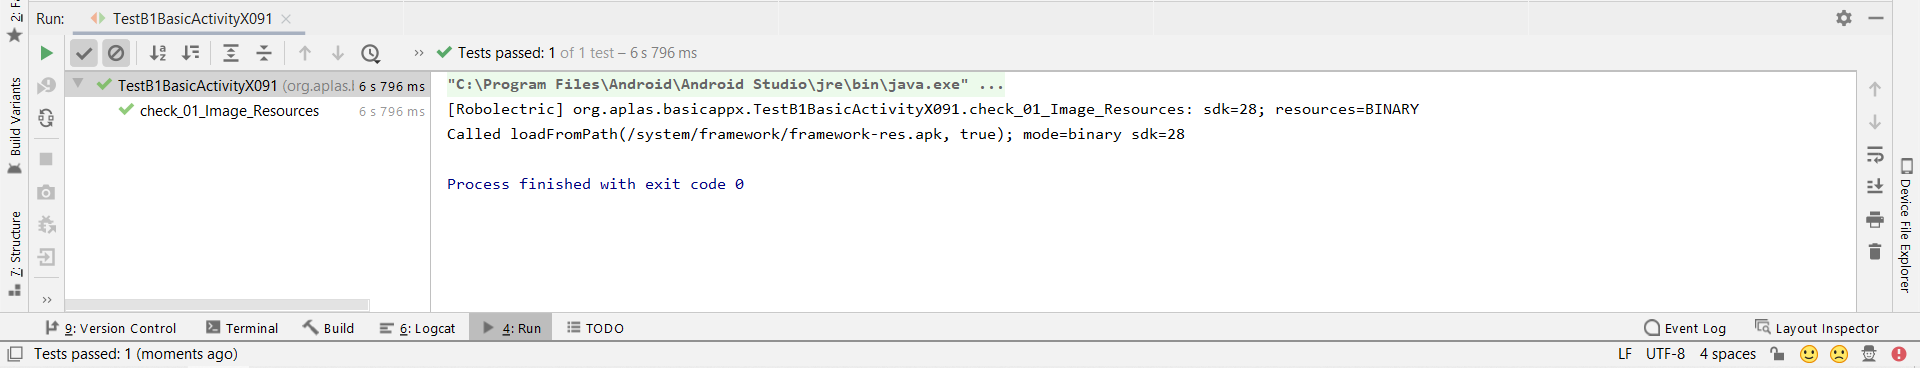 2: Fa
Run: TestB1BasicActivityX091
Tests passed: 1 of 1 test – 6 s 796 ms
TestB1BasicActivityX091 (org.aplas.l 6 s 796 ms
check_01_Image_Resources 6 s 796 ms
"C:\Program Files\Android\Android Studio\jre\bin\java.exe" ...
[Robolectric] org.aplas.basicappx.TestB1BasicActivityX091.check_01_Image_Resources: sdk=28; resources=BINARY
Called loadFromPath(/system/framework/framework-res.apk, true); mode=binary sdk=28
Process finished with exit code 0
Build Variants
7: Structure
Device File Explorer
9: Version Control Terminal Build 6: Logcat 4: Run TODO Event Log Layout Inspector
Tests passed: 1 (moments ago) LF UTF-8 4 spaces